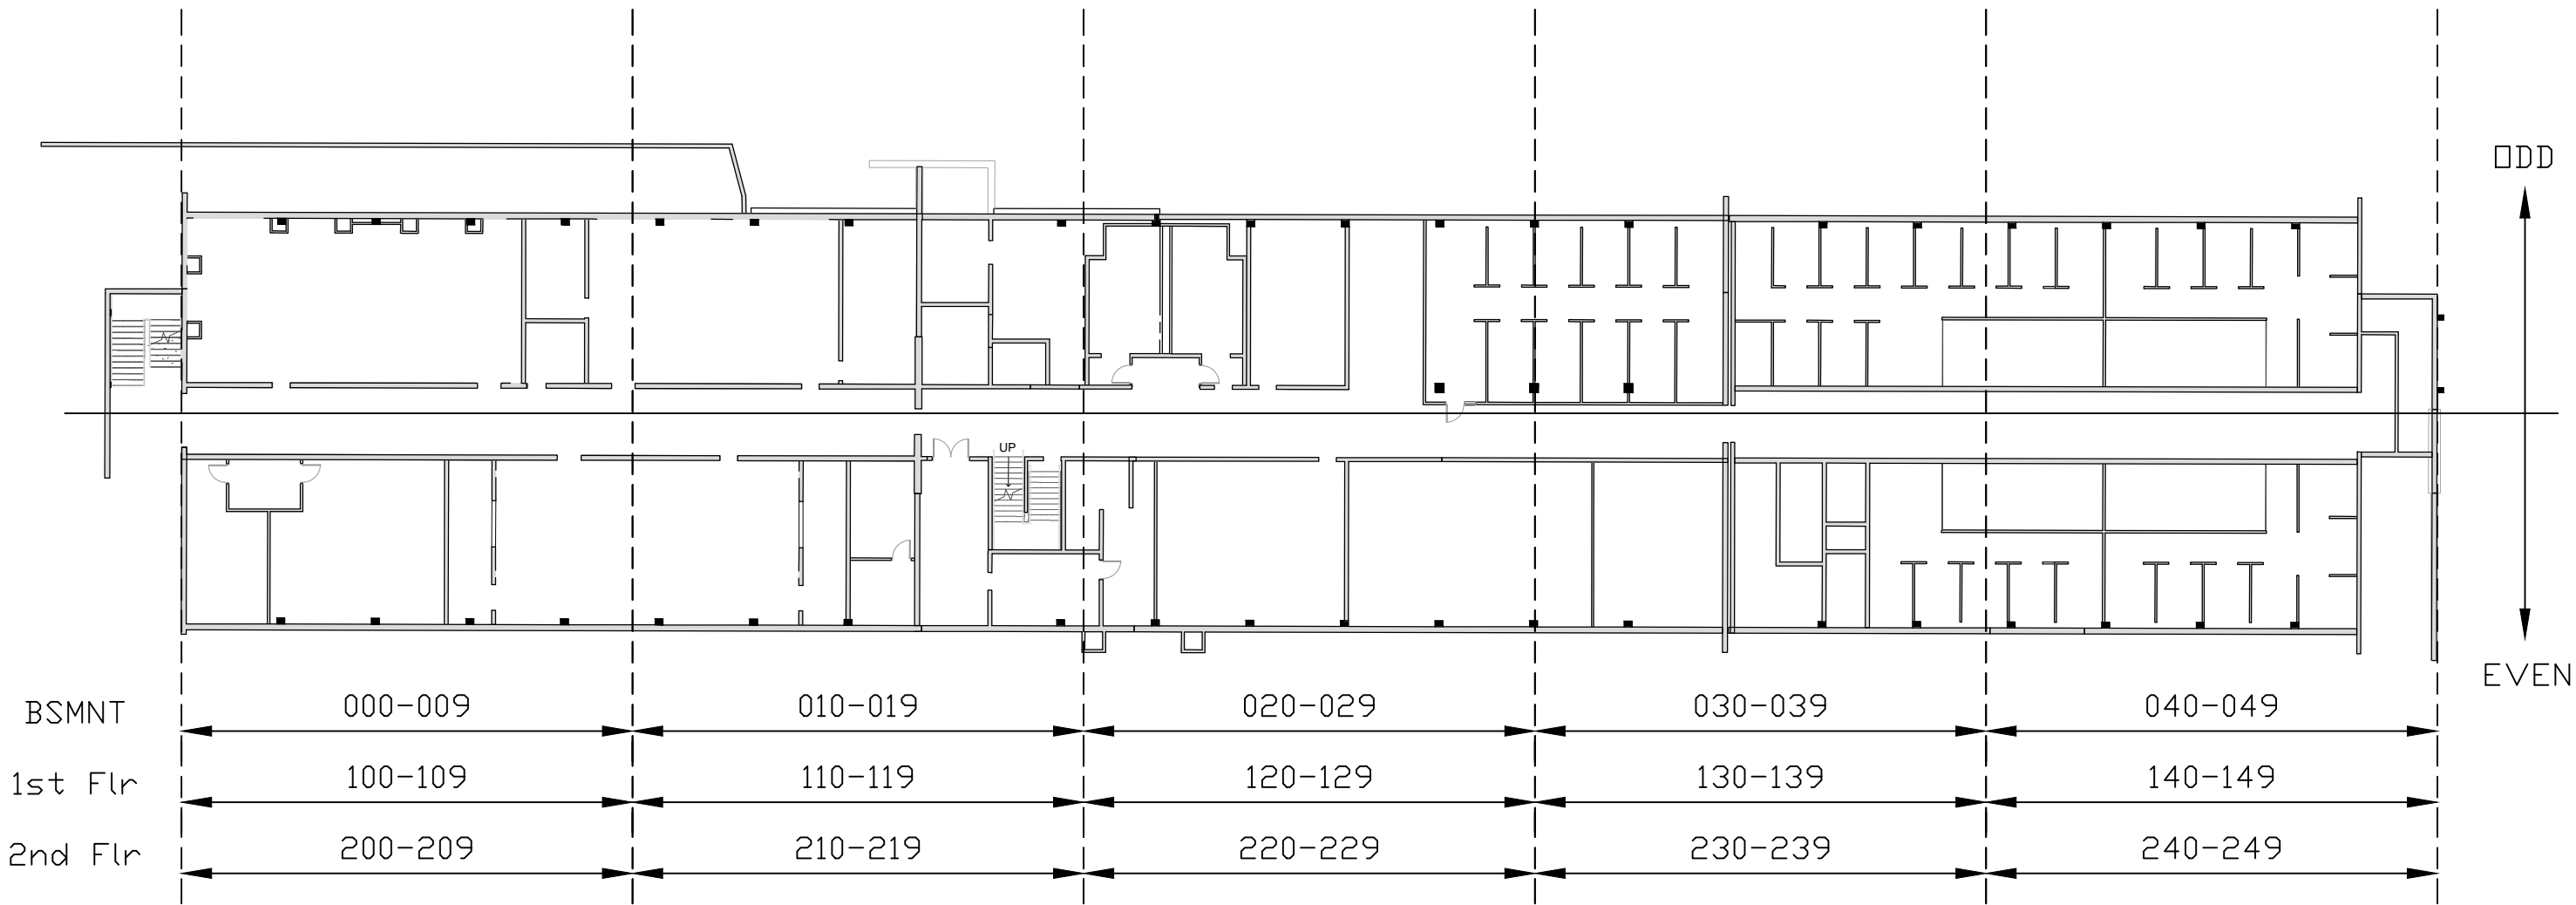 ODD
UP
EVEN
BSMNT 000-009 010-019 020-029 030-039 040-049
1st Flr 100-109 110-119 120-129 130-139 140-149
2nd Flr 200-209 210-219 220-229 230-239 240-249